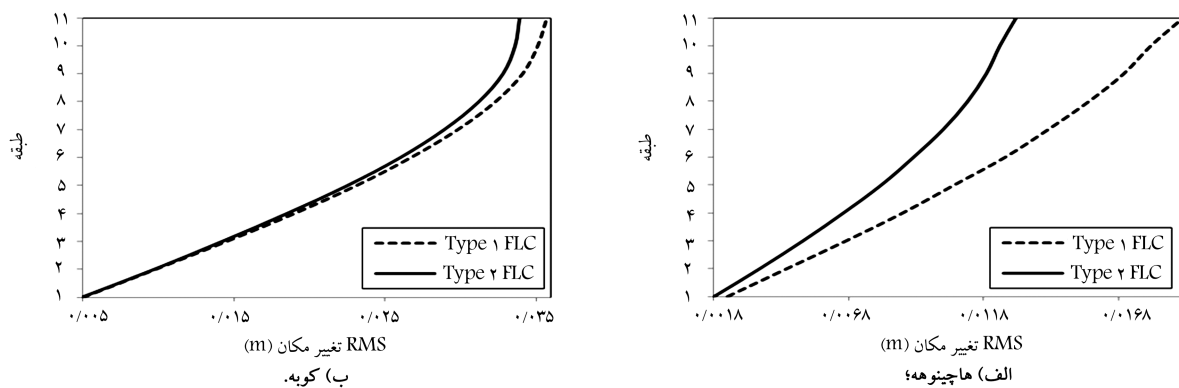 ۱۱
۱۰
۹
۸
۷
۶
۵
۴
۳
۲
۱
طبقه
Type ۱ FLC
Type ۲ FLC
۰/۰۰۱۸ ۰/۰۰۶۸ ۰/۰۱۱۸ ۰/۰۱۶۸
RMS تغییر مکان (m)
الف) هاچینوهه؛
۱۱
۱۰
۹
۸
۷
۶
۵
۴
۳
۲
۱
طبقه
Type ۱ FLC
Type ۲ FLC
۰/۰۰۵ ۰/۰۱۵ ۰/۰۲۵ ۰/۰۳۵
RMS تغییر مکان (m)
ب) کوبه.